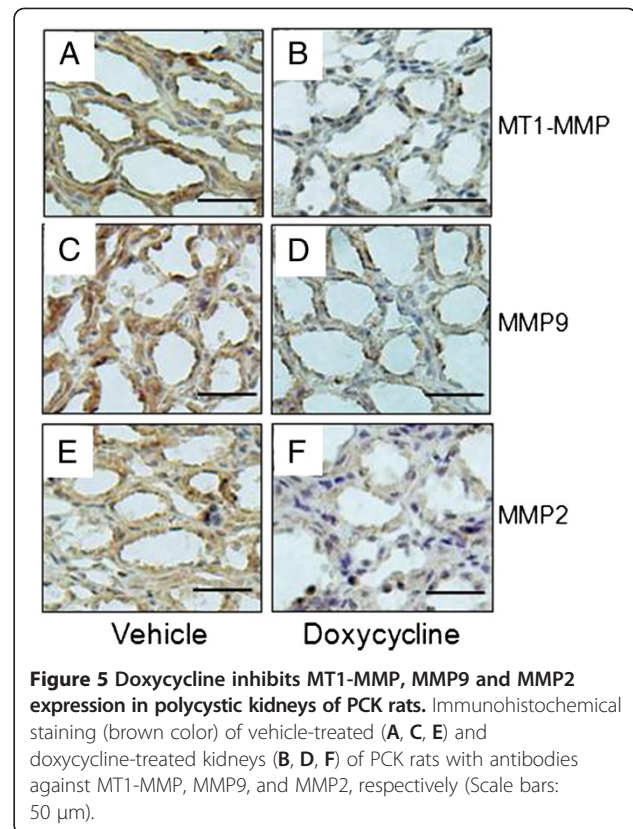 A
B
MT1-MMP
C
D
MMP9
E
F
MMP2
Vehicle
Doxycycline
Figure 5 Doxycycline inhibits MT1-MMP, MMP9 and MMP2
expression in polycystic kidneys of PCK rats. Immunohistochemical
staining (brown color) of vehicle-treated (A, C, E) and
doxycycline-treated kidneys (B, D, F) of PCK rats with antibodies
against MT1-MMP, MMP9, and MMP2, respectively (Scale bars:
50 μm).